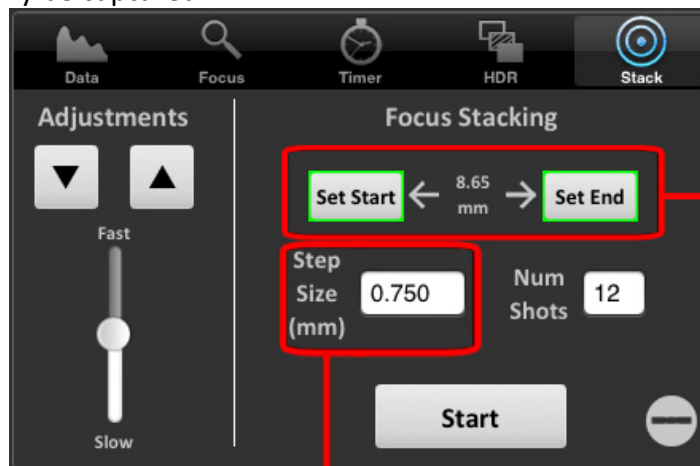 Data Focus Timer HDR Stack
Adjustments
Focus Stacking
Set Start
8.65
mm
Set End
Fast
Step
Size
(mm)
0.750
Num
Shots
12
Start
Slow